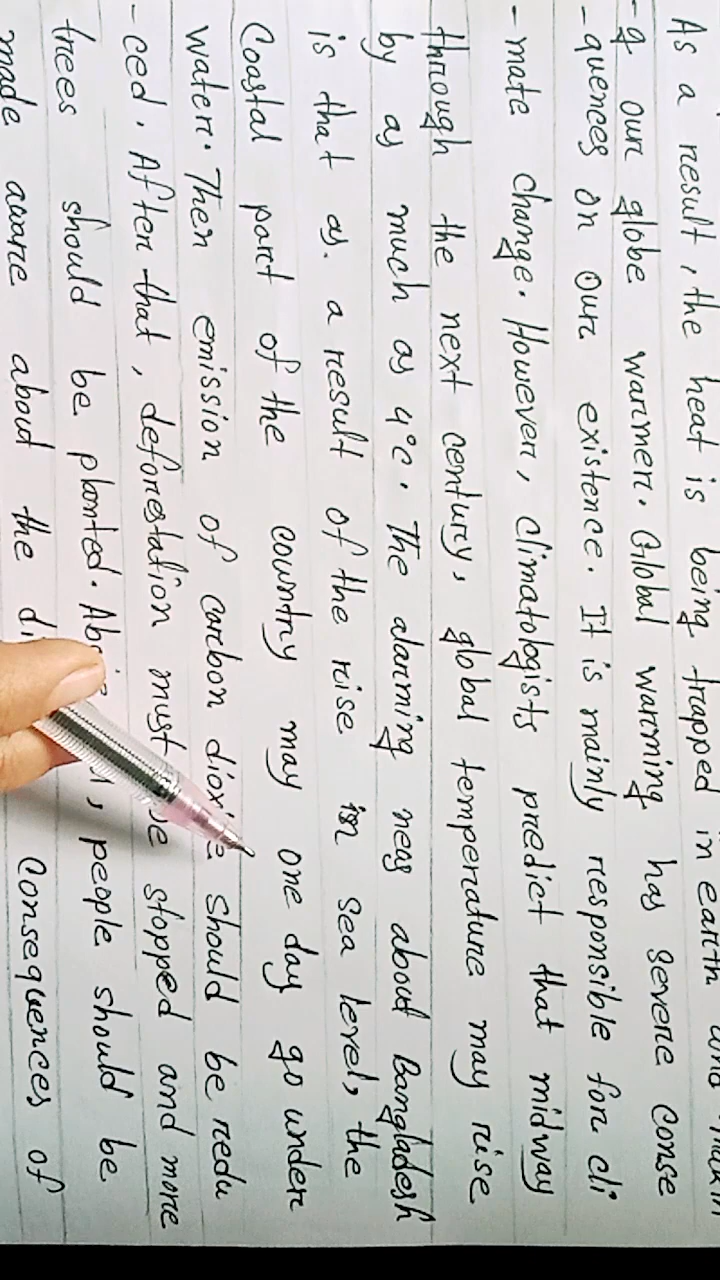 As a result, the heat is being trapped in earth
-g our globe warmer. Global warming has severe conse
-quences on our existence. It is mainly responsible for cli
-mate change. However, climatologists predict that midway
through the next century, global temperature may rise
by as much as 4°c. The alarming neas about Bangladesh
is that as. a result of the rise in sea level, the
Coastal part of the country may one day go under
water. Then emission of carbon dioxide should be redu
-ced. After that, deforestation must be stopped and more
trees should be planted. people should be
made aware about the Consequences of